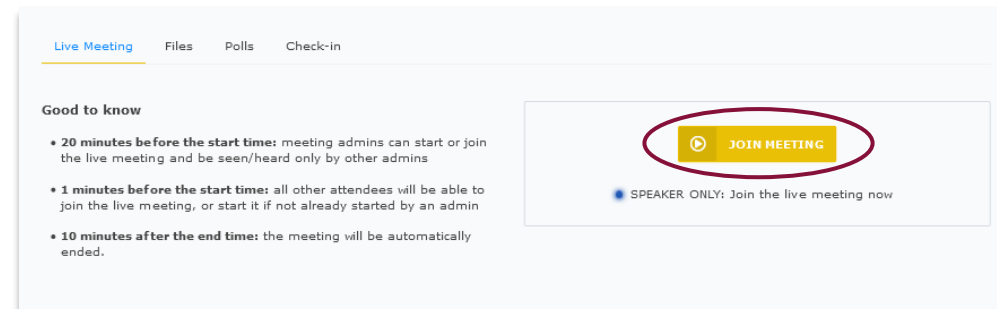 Live Meeting Files Polls Check-in
Good to know
• 20 minutes before the start time: meeting admins can start or join
the live meeting and be seen/heard only by other admins
• 1 minutes before the start time: all other attendees will be able to
join the live meeting, or start it if not already started by an admin
• 10 minutes after the end time: the meeting will be automatically
ended.
JOIN MEETING
SPEAKER ONLY: Join the live meeting now